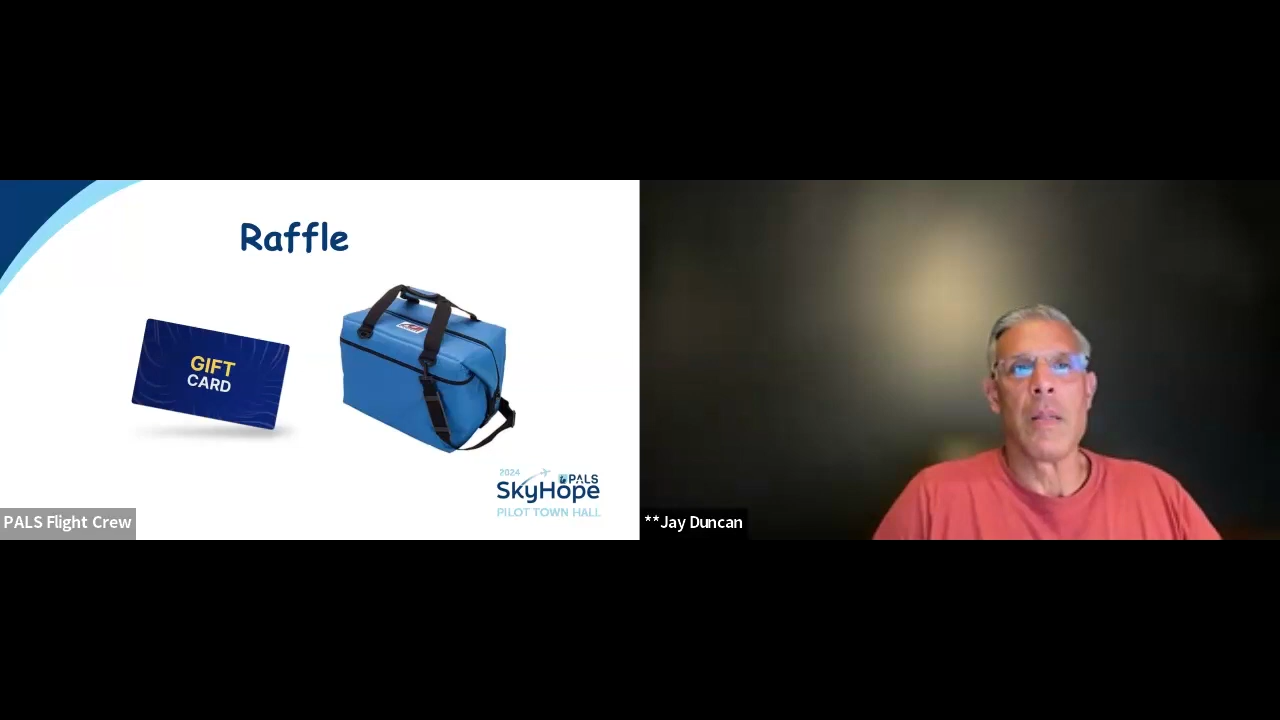 Raffle
GIFT
CARD
2024
PALS
SkyHope
PILOT TOWN HALL
PALS Flight Crew
**Jay Duncan